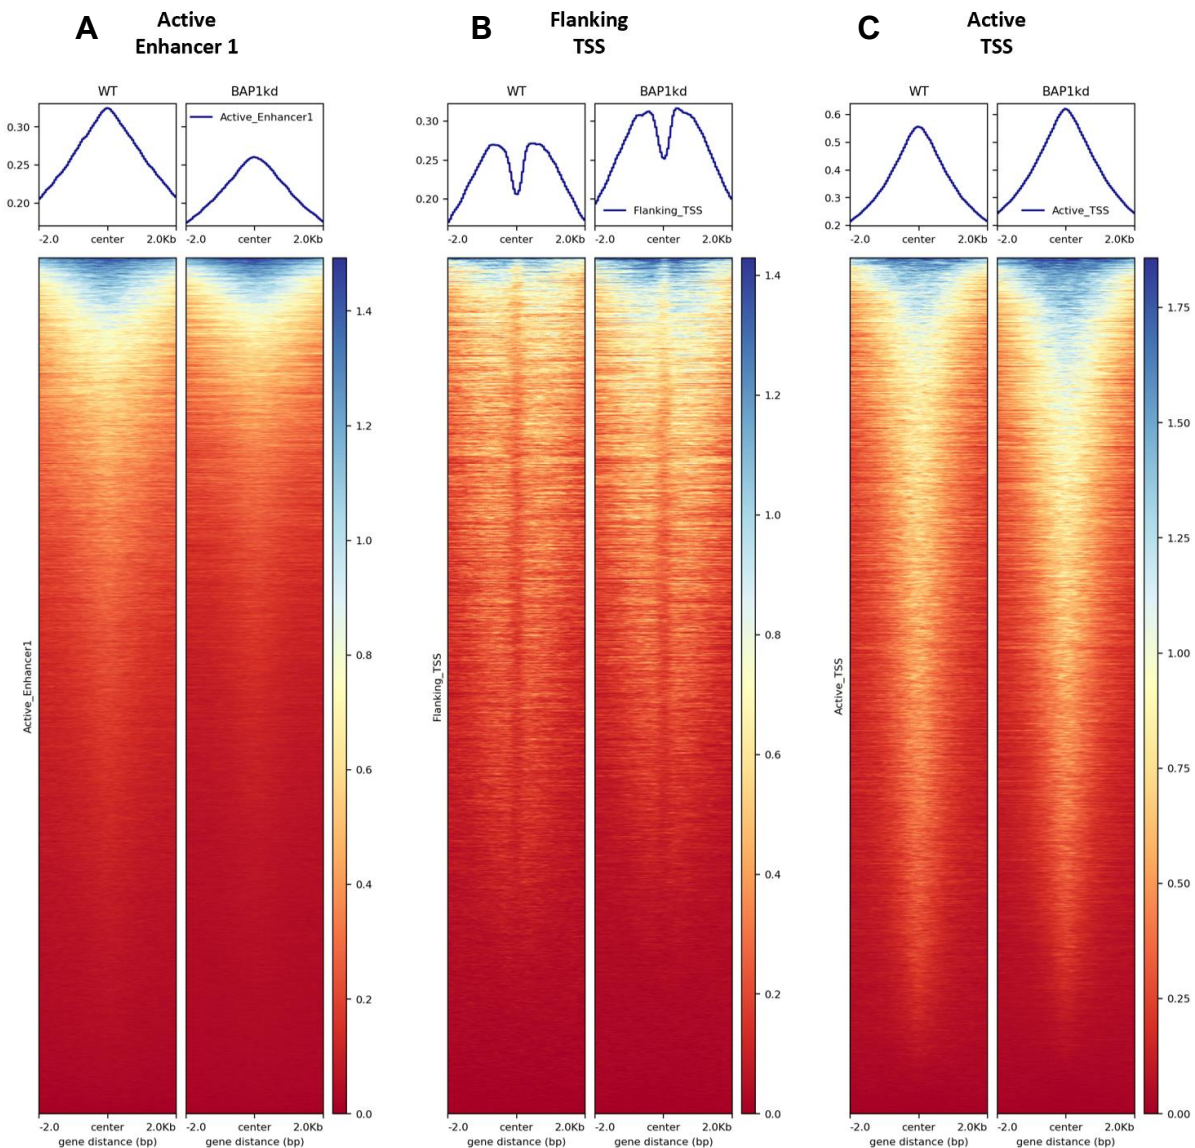 A
Active
Enhancer 1
WT
BAP1kd
0.30
0.25
0.20
Active_Enhancer1
-2.0 center 2.0Kb
-2.0 center 2.0Kb
Active_Enhancer1
1.4
1.2
1.0
0.8
0.6
0.4
0.2
0.0
-2.0 center 2.0Kb
gene distance (bp)
-2.0 center 2.0Kb
gene distance (bp)
B
Flanking
TSS
WT
BAP1kd
0.30
0.25
0.20
Flanking_TSS
-2.0 center 2.0Kb
-2.0 center 2.0Kb
Flanking_TSS
1.4
1.2
1.0
0.8
0.6
0.4
0.2
0.0
-2.0 center 2.0Kb
gene distance (bp)
-2.0 center 2.0Kb
gene distance (bp)
C
Active
TSS
WT
BAP1kd
0.6
0.5
0.4
0.3
0.2
Active_TSS
-2.0 center 2.0Kb
-2.0 center 2.0Kb
Active_TSS
1.75
1.50
1.25
1.00
0.75
0.50
0.25
0.00
-2.0 center 2.0Kb
gene distance (bp)
-2.0 center 2.0Kb
gene distance (bp)